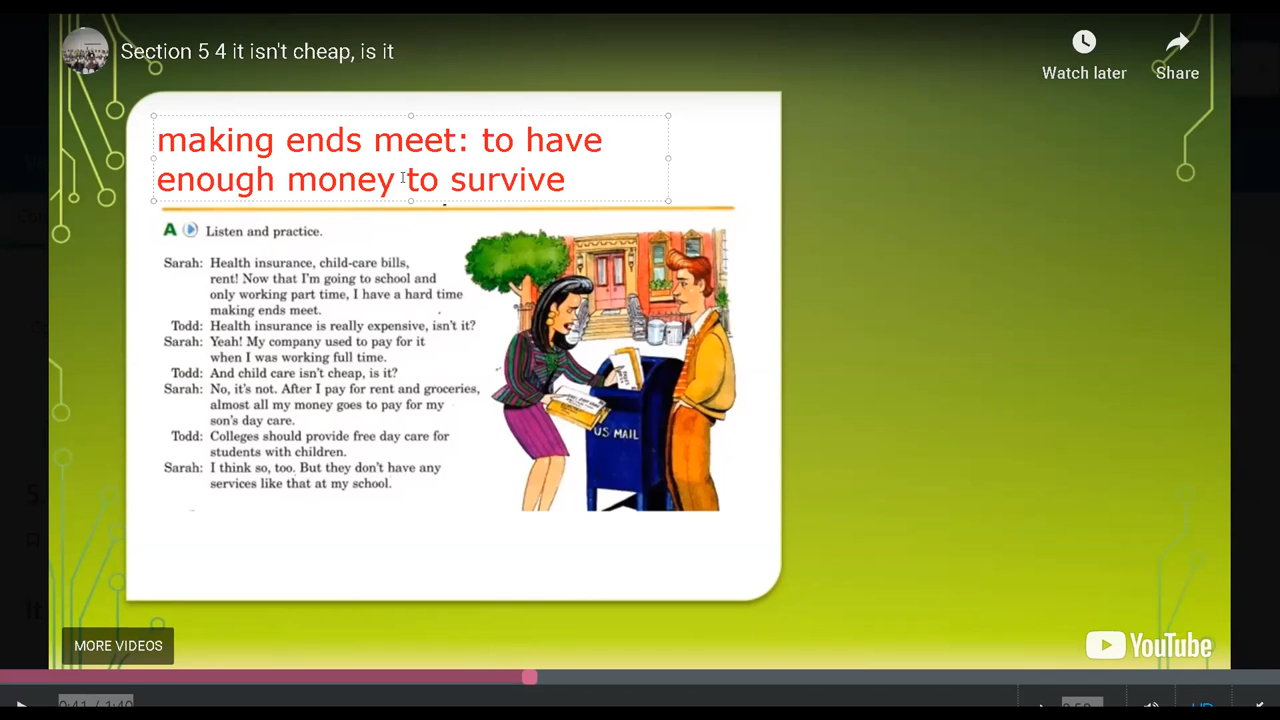 Section 5 4 it isn't cheap, is it
Watch later
Share
making ends meet: to have
enough money to survive
A Listen and practice.
Sarah: Health insurance, child-care bills,
rent! Now that I'm going to school and
only working part time, I have a hard time
making ends meet.
Todd: Health insurance is really expensive, isn't it?
Sarah: Yeah! My company used to pay for it
when I was working full time.
Todd: And child care isn't cheap, is it?
Sarah: No, it's not. After I pay for rent and groceries,
almost all my money goes to pay for my
son's day care.
Todd: Colleges should provide free day care for
students with children.
Sarah: I think so, too. But they don't have any
services like that at my school.
US MAIL
MORE VIDEOS
YouTube
0:41 / 1:40